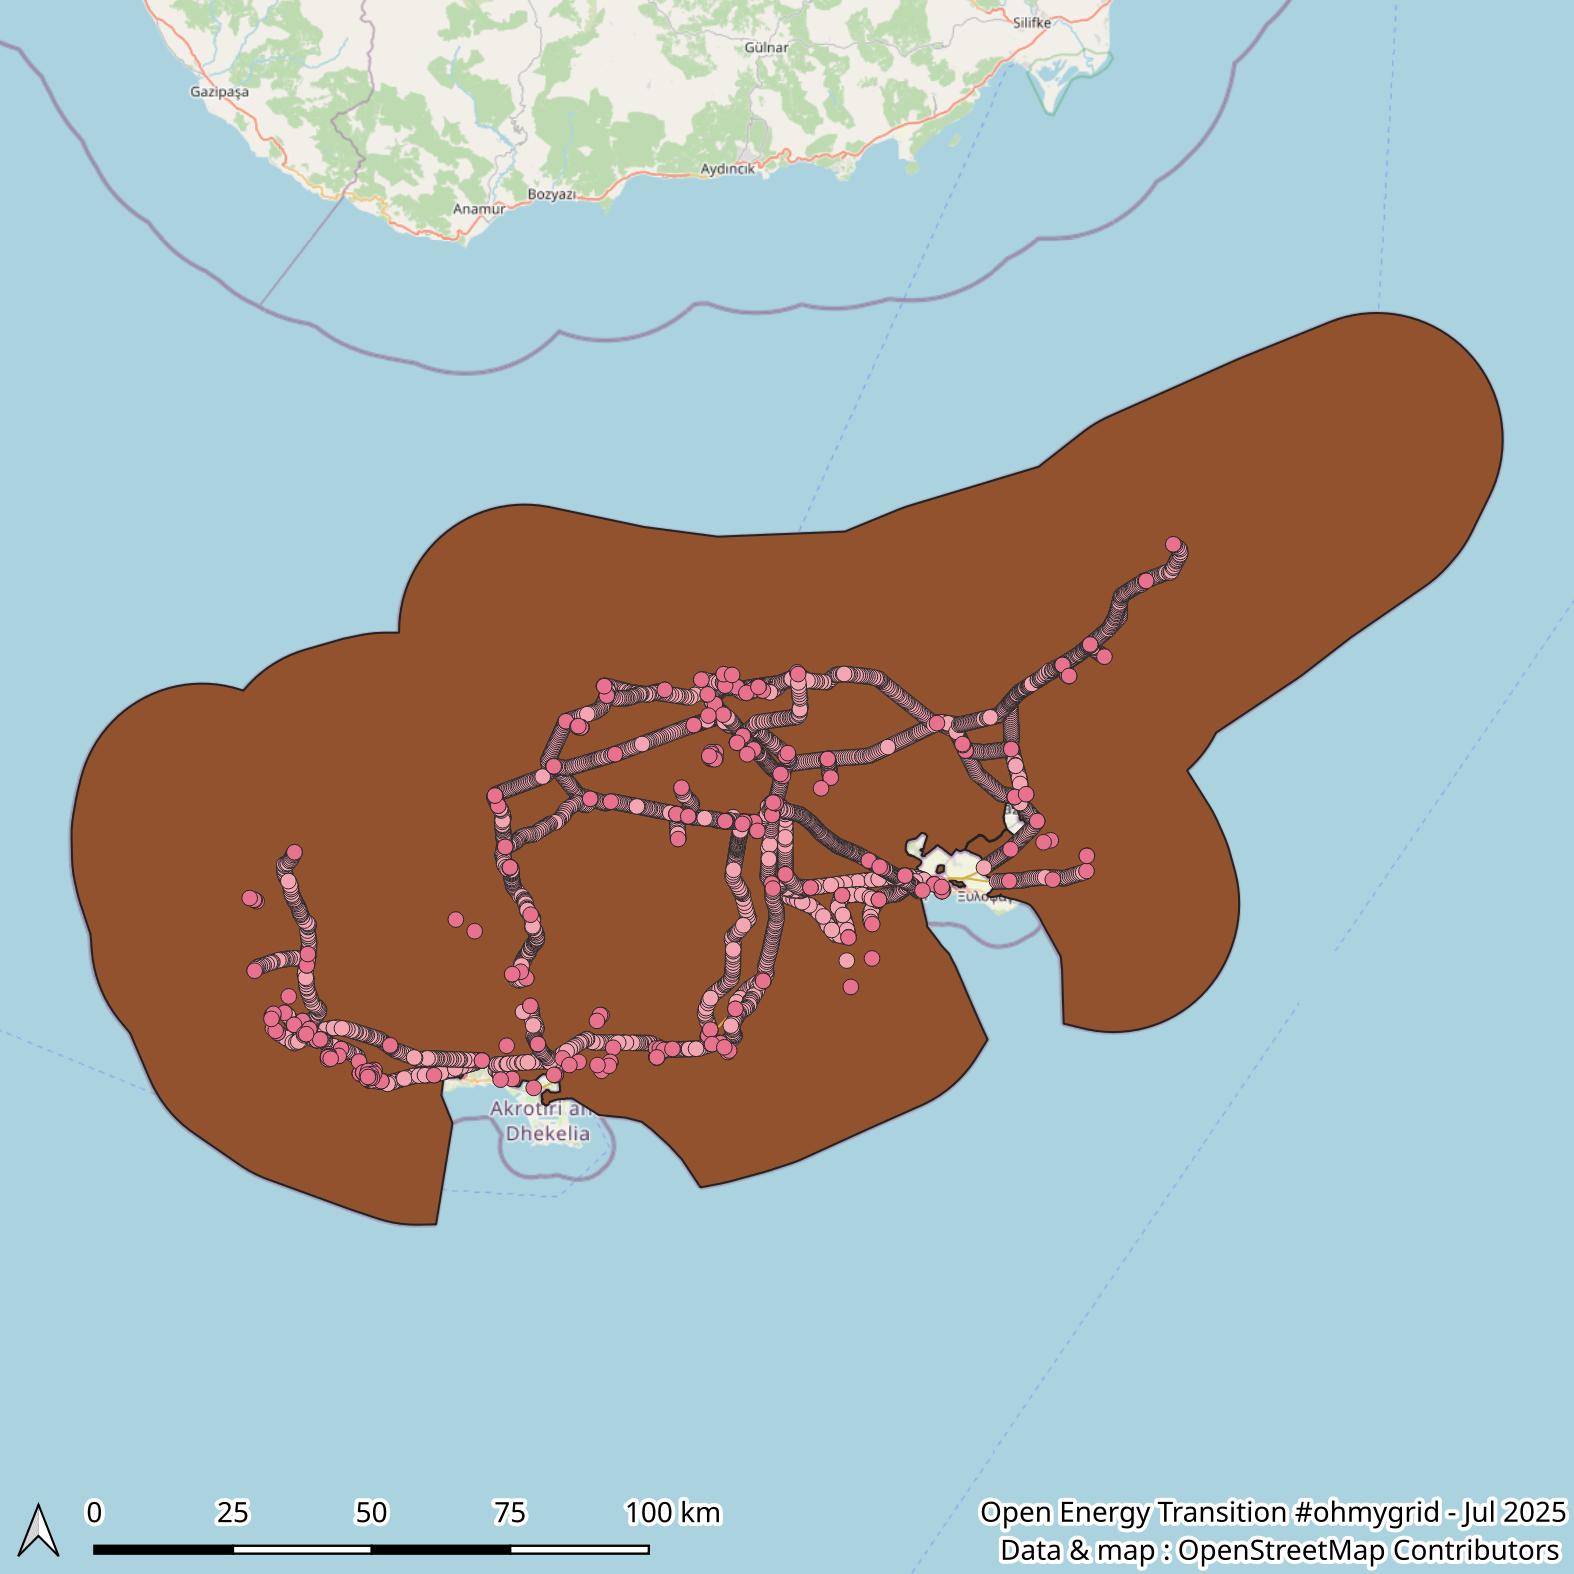 Silifke
Gülnar
Gazipaşa
Aydıncık
Bozyazı
Anamur
Akrotiri an
Dhekelia
0 25 50 75 100 km
Open Energy Transition #ohmygrid - Jul 2025
Data & map : OpenStreetMap Contributors